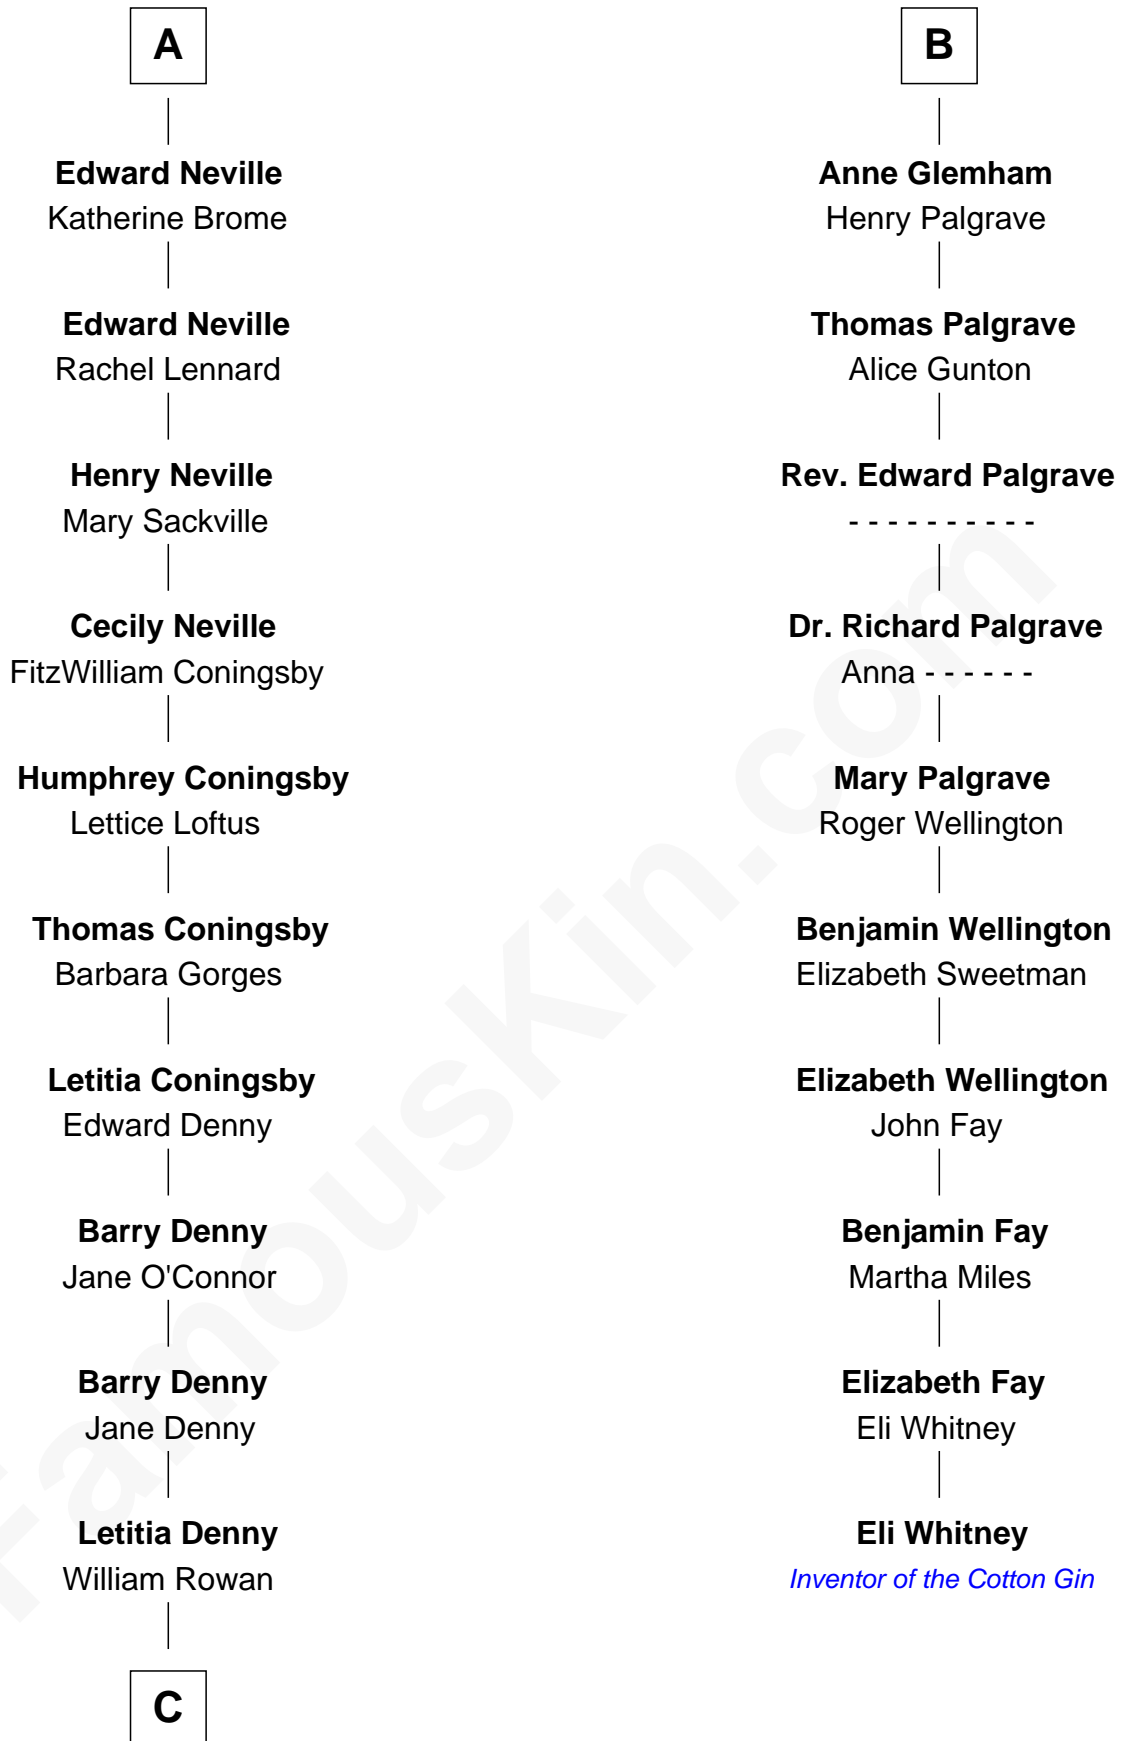 A
Edward Neville
Katherine Brome
Edward Neville
Rachel Lennard
Henry Neville
Mary Sackville
Cecily Neville
FitzWilliam Coningsby
Humphrey Coningsby
Lettice Loftus
Thomas Coningsby
Barbara Gorges
Letitia Coningsby
Edward Denny
Barry Denny
Jane O'Connor
Barry Denny
Jane Denny
Letitia Denny
William Rowan
C
B
Anne Glemham
Henry Palgrave
Thomas Palgrave
Alice Gunton
Rev. Edward Palgrave
- - - - - - - - - -
Dr. Richard Palgrave
Anna - - - - - -
Mary Palgrave
Roger Wellington
Benjamin Wellington
Elizabeth Sweetman
Elizabeth Wellington
John Fay
Benjamin Fay
Martha Miles
Elizabeth Fay
Eli Whitney
Eli Whitney
Inventor of the Cotton Gin
FamousKin.com